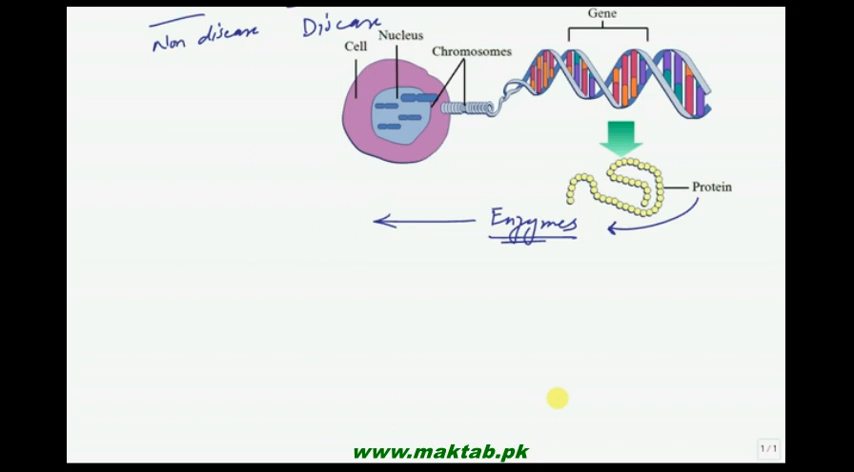 Non disease Disease
Gene
Cell Nucleus Chromosomes
Protein
Enzymes
1 / 1
www.maktab.pk